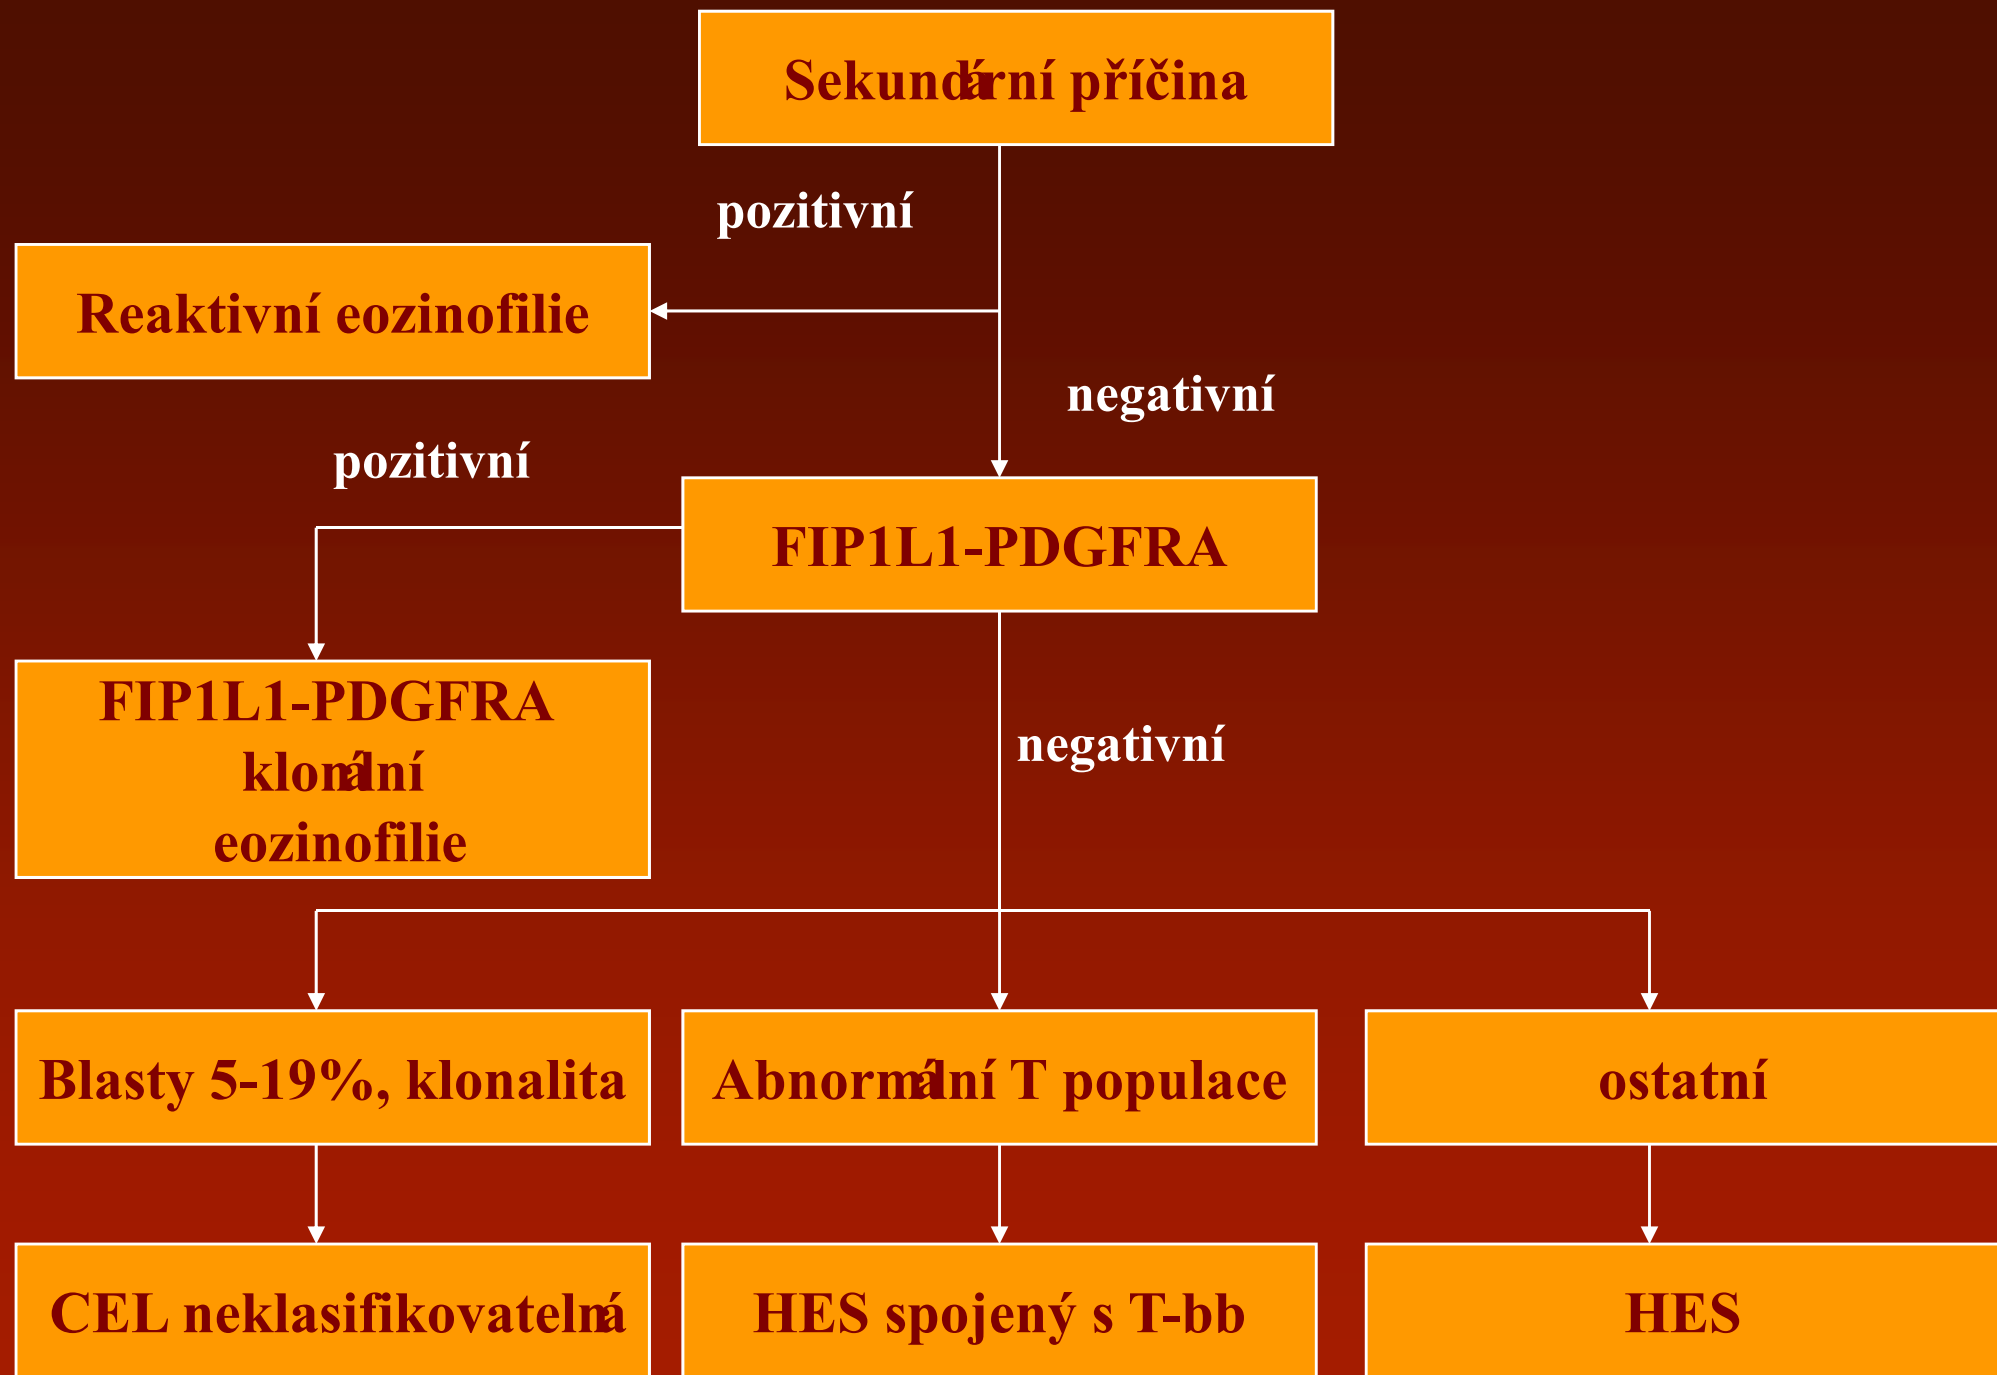 Sekundární příčina
pozitivní
Reaktivní eozinofilie
negativní
pozitivní
FIP1L1-PDGFRA
FIP1L1-PDGFRA
klonální
eozinofilie
negativní
Blasty 5-19%, klonalita
Abnormální T populace
ostatní
CEL neklasifikovatelná
HES spojený s T-bb
HES